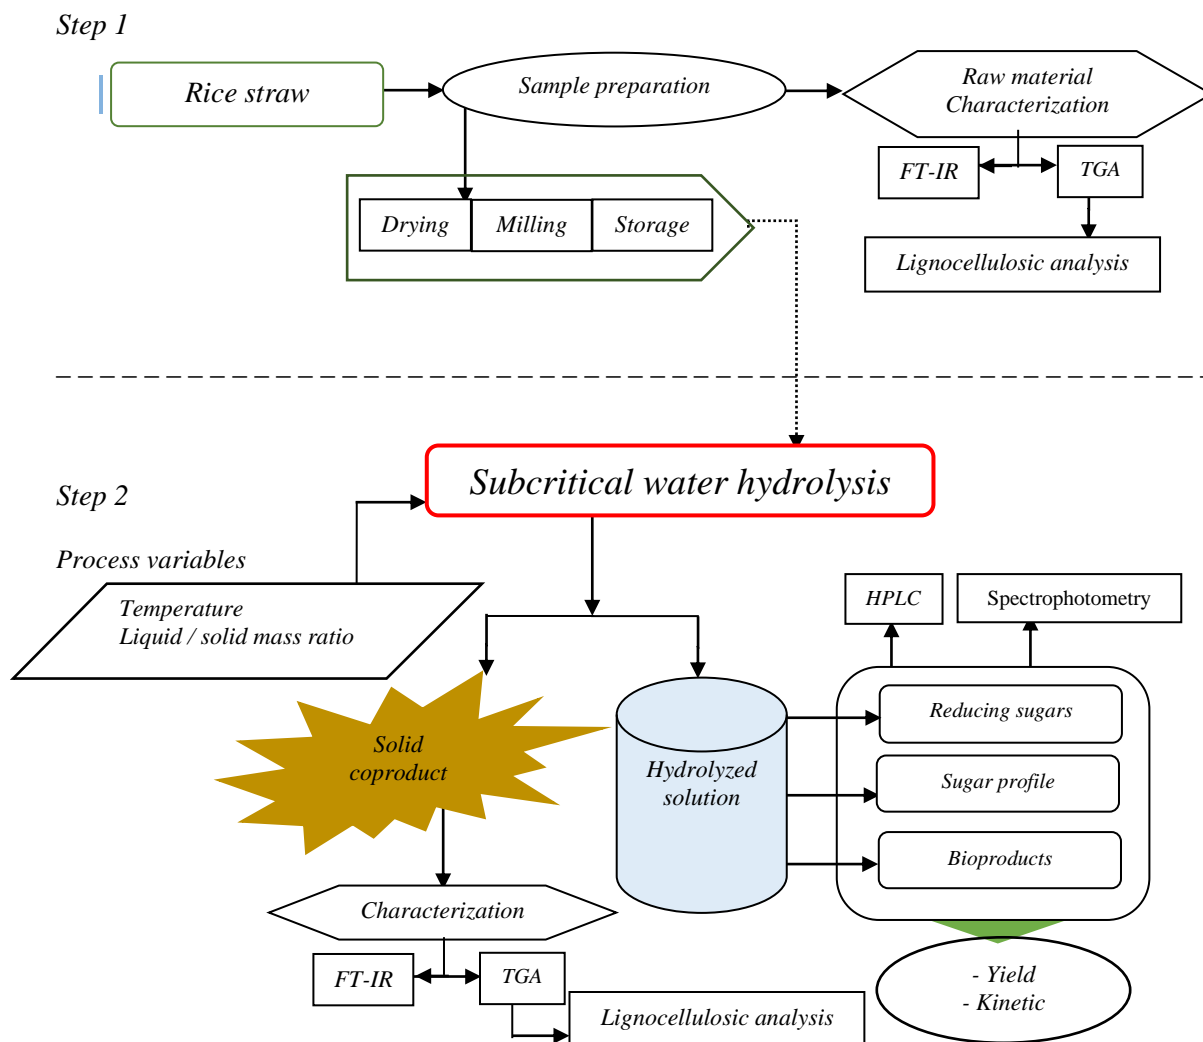 Step 1
Rice straw
Sample preparation
Raw material
Characterization
FT-IR
TGA
Drying
Milling
Storage
Lignocellulosic analysis
Subcritical water hydrolysis
Step 2
Process variables
Temperature
Liquid / solid mass ratio
HPLC
Spectrophotometry
Solid
coproduct
Hydrolyzed
solution
Reducing sugars
Sugar profile
Bioproducts
Characterization
FT-IR
TGA
Lignocellulosic analysis
- Yield
- Kinetic